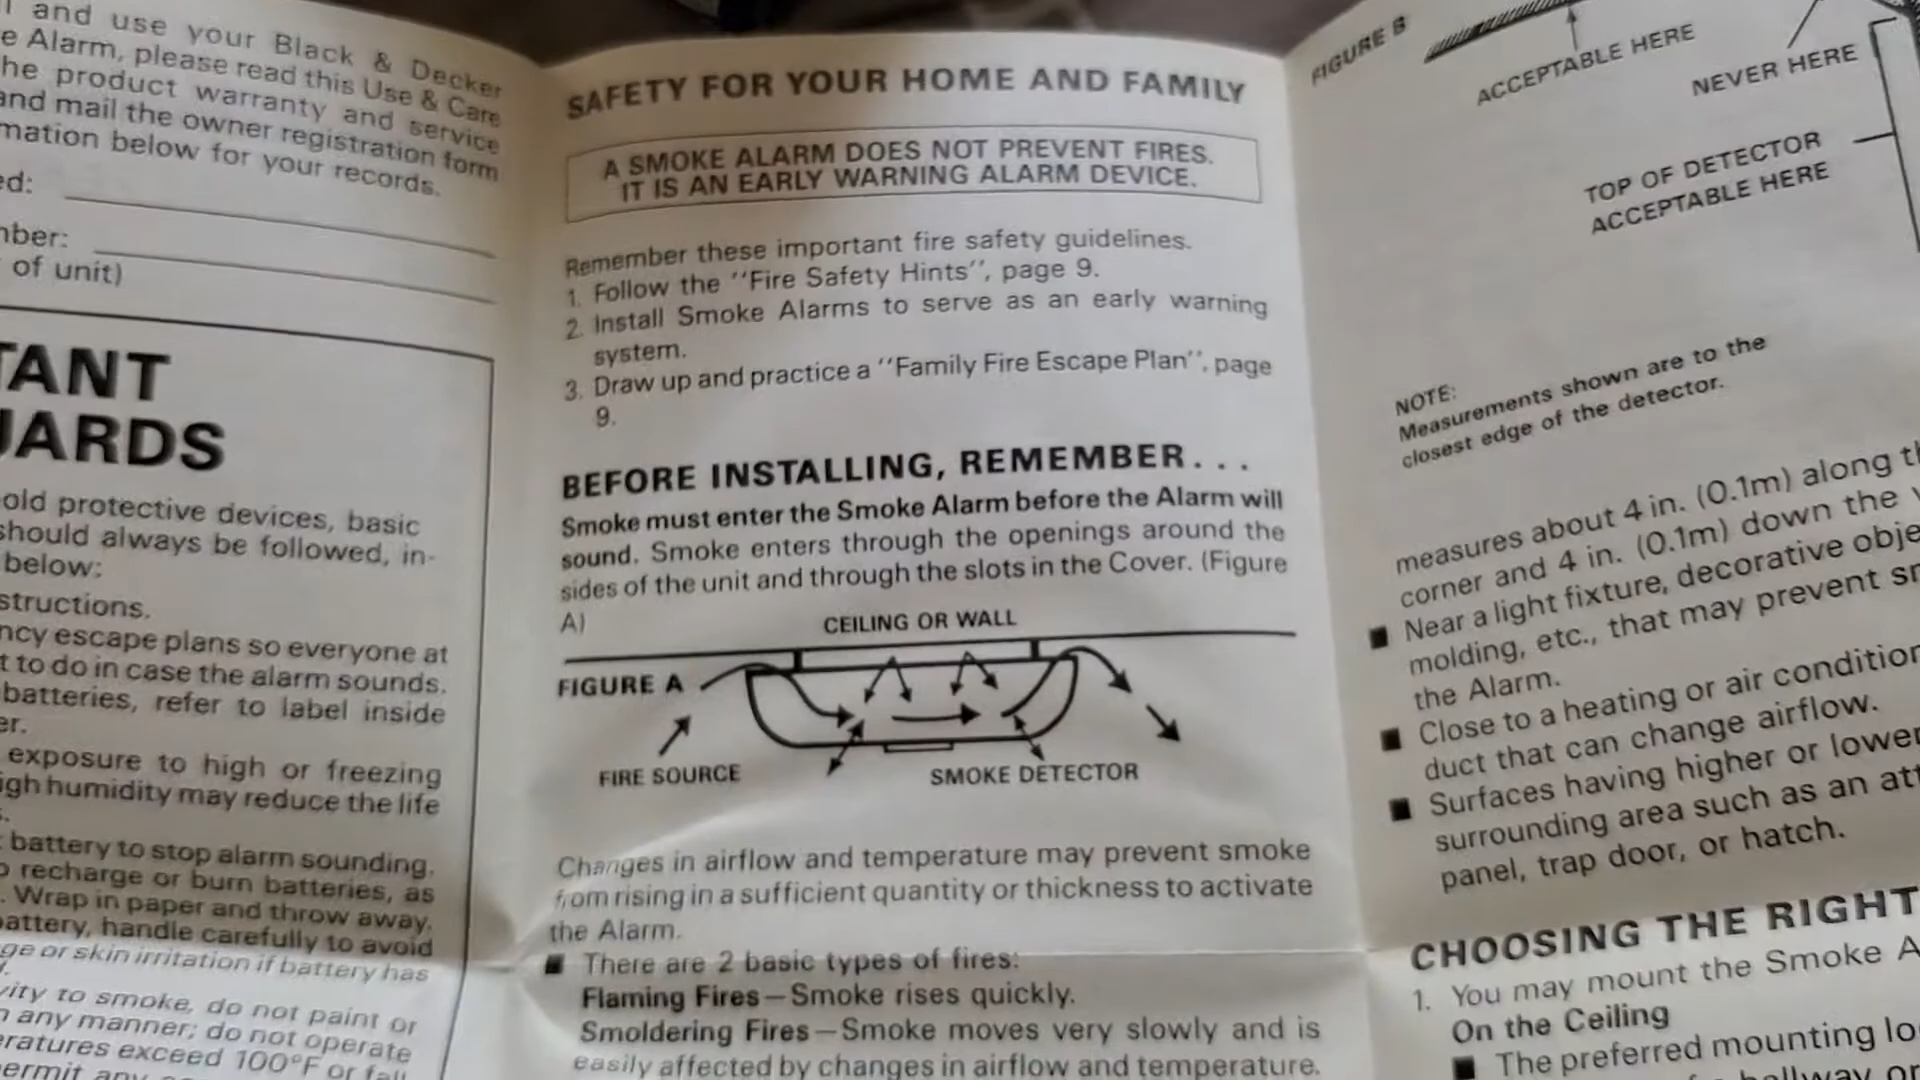 and use your Black & Decker
e Alarm, please read this Use & Care
he product warranty and service
and mail the owner registration form
mation below for your records.
ed:
nber:
of unit)
TANT
UARDS
old protective devices, basic
should always be followed, in-
below:
structions.
ncy escape plans so everyone at
t to do in case the alarm sounds.
batteries, refer to label inside
er.
exposure to high or freezing
igh humidity may reduce the life
s.
battery to stop alarm sounding.
o recharge or burn batteries, as
. Wrap in paper and throw away.
battery, handle carefully to avoid
ge or skin irritation if battery has
vity to smoke, do not paint or
n any manner; do not operate
eratures exceed 100°F or fall
ermit any
SAFETY FOR YOUR HOME AND FAMILY
A SMOKE ALARM DOES NOT PREVENT FIRES.
IT IS AN EARLY WARNING ALARM DEVICE.
Remember these important fire safety guidelines.
1. Follow the ''Fire Safety Hints'', page 9.
2. Install Smoke Alarms to serve as an early warning
system.
3. Draw up and practice a ''Family Fire Escape Plan'', page
9.
BEFORE INSTALLING, REMEMBER...
Smoke must enter the Smoke Alarm before the Alarm will
sound. Smoke enters through the openings around the
sides of the unit and through the slots in the Cover. (Figure
A)
CEILING OR WALL
FIGURE A
FIRE SOURCE
SMOKE DETECTOR
Changes in airflow and temperature may prevent smoke
from rising in a sufficient quantity or thickness to activate
the Alarm.
■ There are 2 basic types of fires:
Flaming Fires—Smoke rises quickly.
Smoldering Fires—Smoke moves very slowly and is
easily affected by changes in airflow and temperature.
FIGURE B
ACCEPTABLE HERE
NEVER HERE
TOP OF DETECTOR
ACCEPTABLE HERE
NOTE:
Measurements shown are to the
closest edge of the detector.
measures about 4 in. (0.1m) along th
corner and 4 in. (0.1m) down the
■ Near a light fixture, decorative obje
molding, etc., that may prevent sm
the Alarm.
■ Close to a heating or air condition
duct that can change airflow.
■ Surfaces having higher or lower
surrounding area such as an att
panel, trap door, or hatch.
CHOOSING THE RIGHT
1. You may mount the Smoke A
On the Ceiling
■ The preferred mounting lo
hallway or